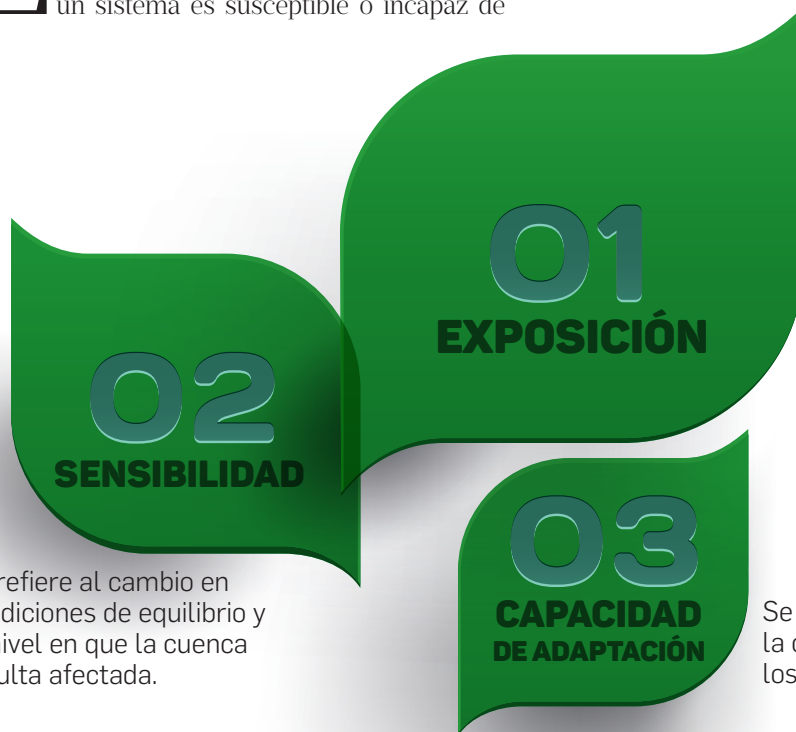 un sistema es susceptible o incapaz de
01
EXPOSICIÓN
02
SENSIBILIDAD
refiere al cambio en
diciones de equilibrio y
ivel en que la cuenca
ulta afectada.
03
CAPACIDAD
DE ADAPTACIÓN
Se
la
los